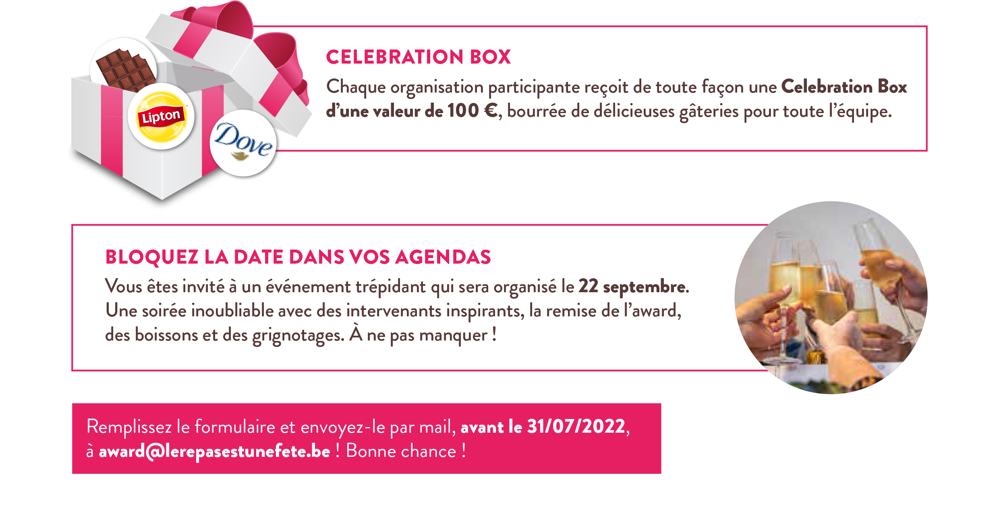 CELEBRATION BOX
Chaque organisation participante reçoit de toute façon une Celebration Box
d’une valeur de 100 €, bourrée de délicieuses gâteries pour toute l’équipe.
Lipton
Dove
BLOQUEZ LA DATE DANS VOS AGENDAS
Vous êtes invité à un événement trépidant qui sera organisé le 22 septembre.
Une soirée inoubliable avec des intervenants inspirants, la remise de l’award,
des boissons et des grignotages. À ne pas manquer !
Remplissez le formulaire et envoyez-le par mail, avant le 31/07/2022,
à award@lerepasestunefete.be ! Bonne chance !